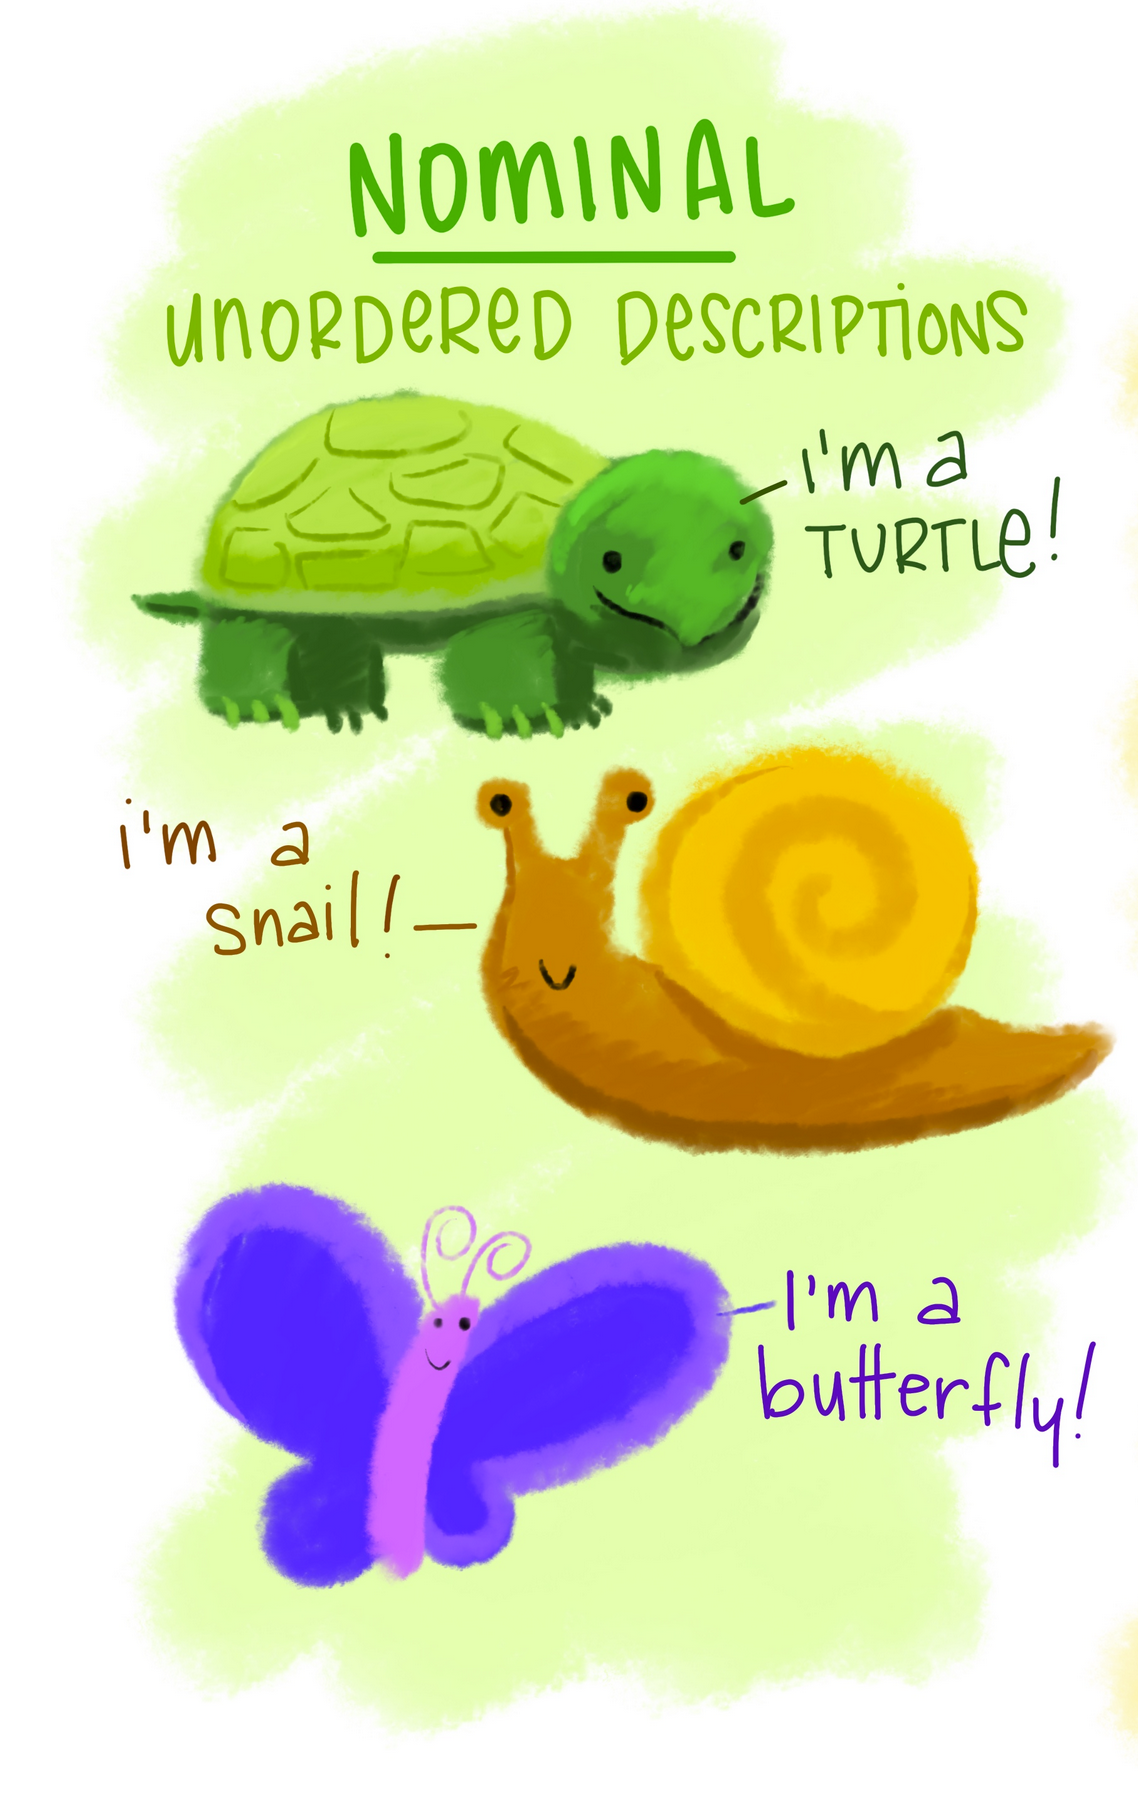 NOMINAL
UNORDERED DESCRIPTIONS
i'm a
TURTLE!
i'm a
snail!
I'm a
butterfly!